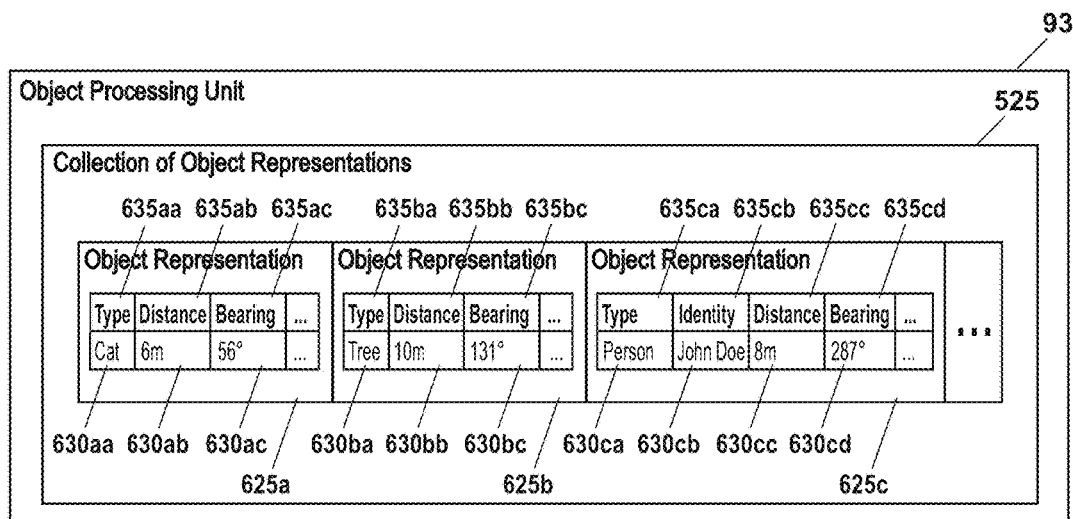 93
Object Processing Unit
525
Collection of Object Representations
635aa 635ab 635ac 635ba 635bb 635bc 635ca 635cb 635cc 635cd
Object Representation Object Representation Object Representation
Type Distance Bearing ... Type Distance Bearing ... Type Identity Distance Bearing ...
Cat 6m 56° ... Tree 10m 131° ... Person John Doe 8m 287° ...
...
630aa 630ab 630ac 630ba 630bb 630bc 630ca 630cb 630cc 630cd
625a 625b 625c